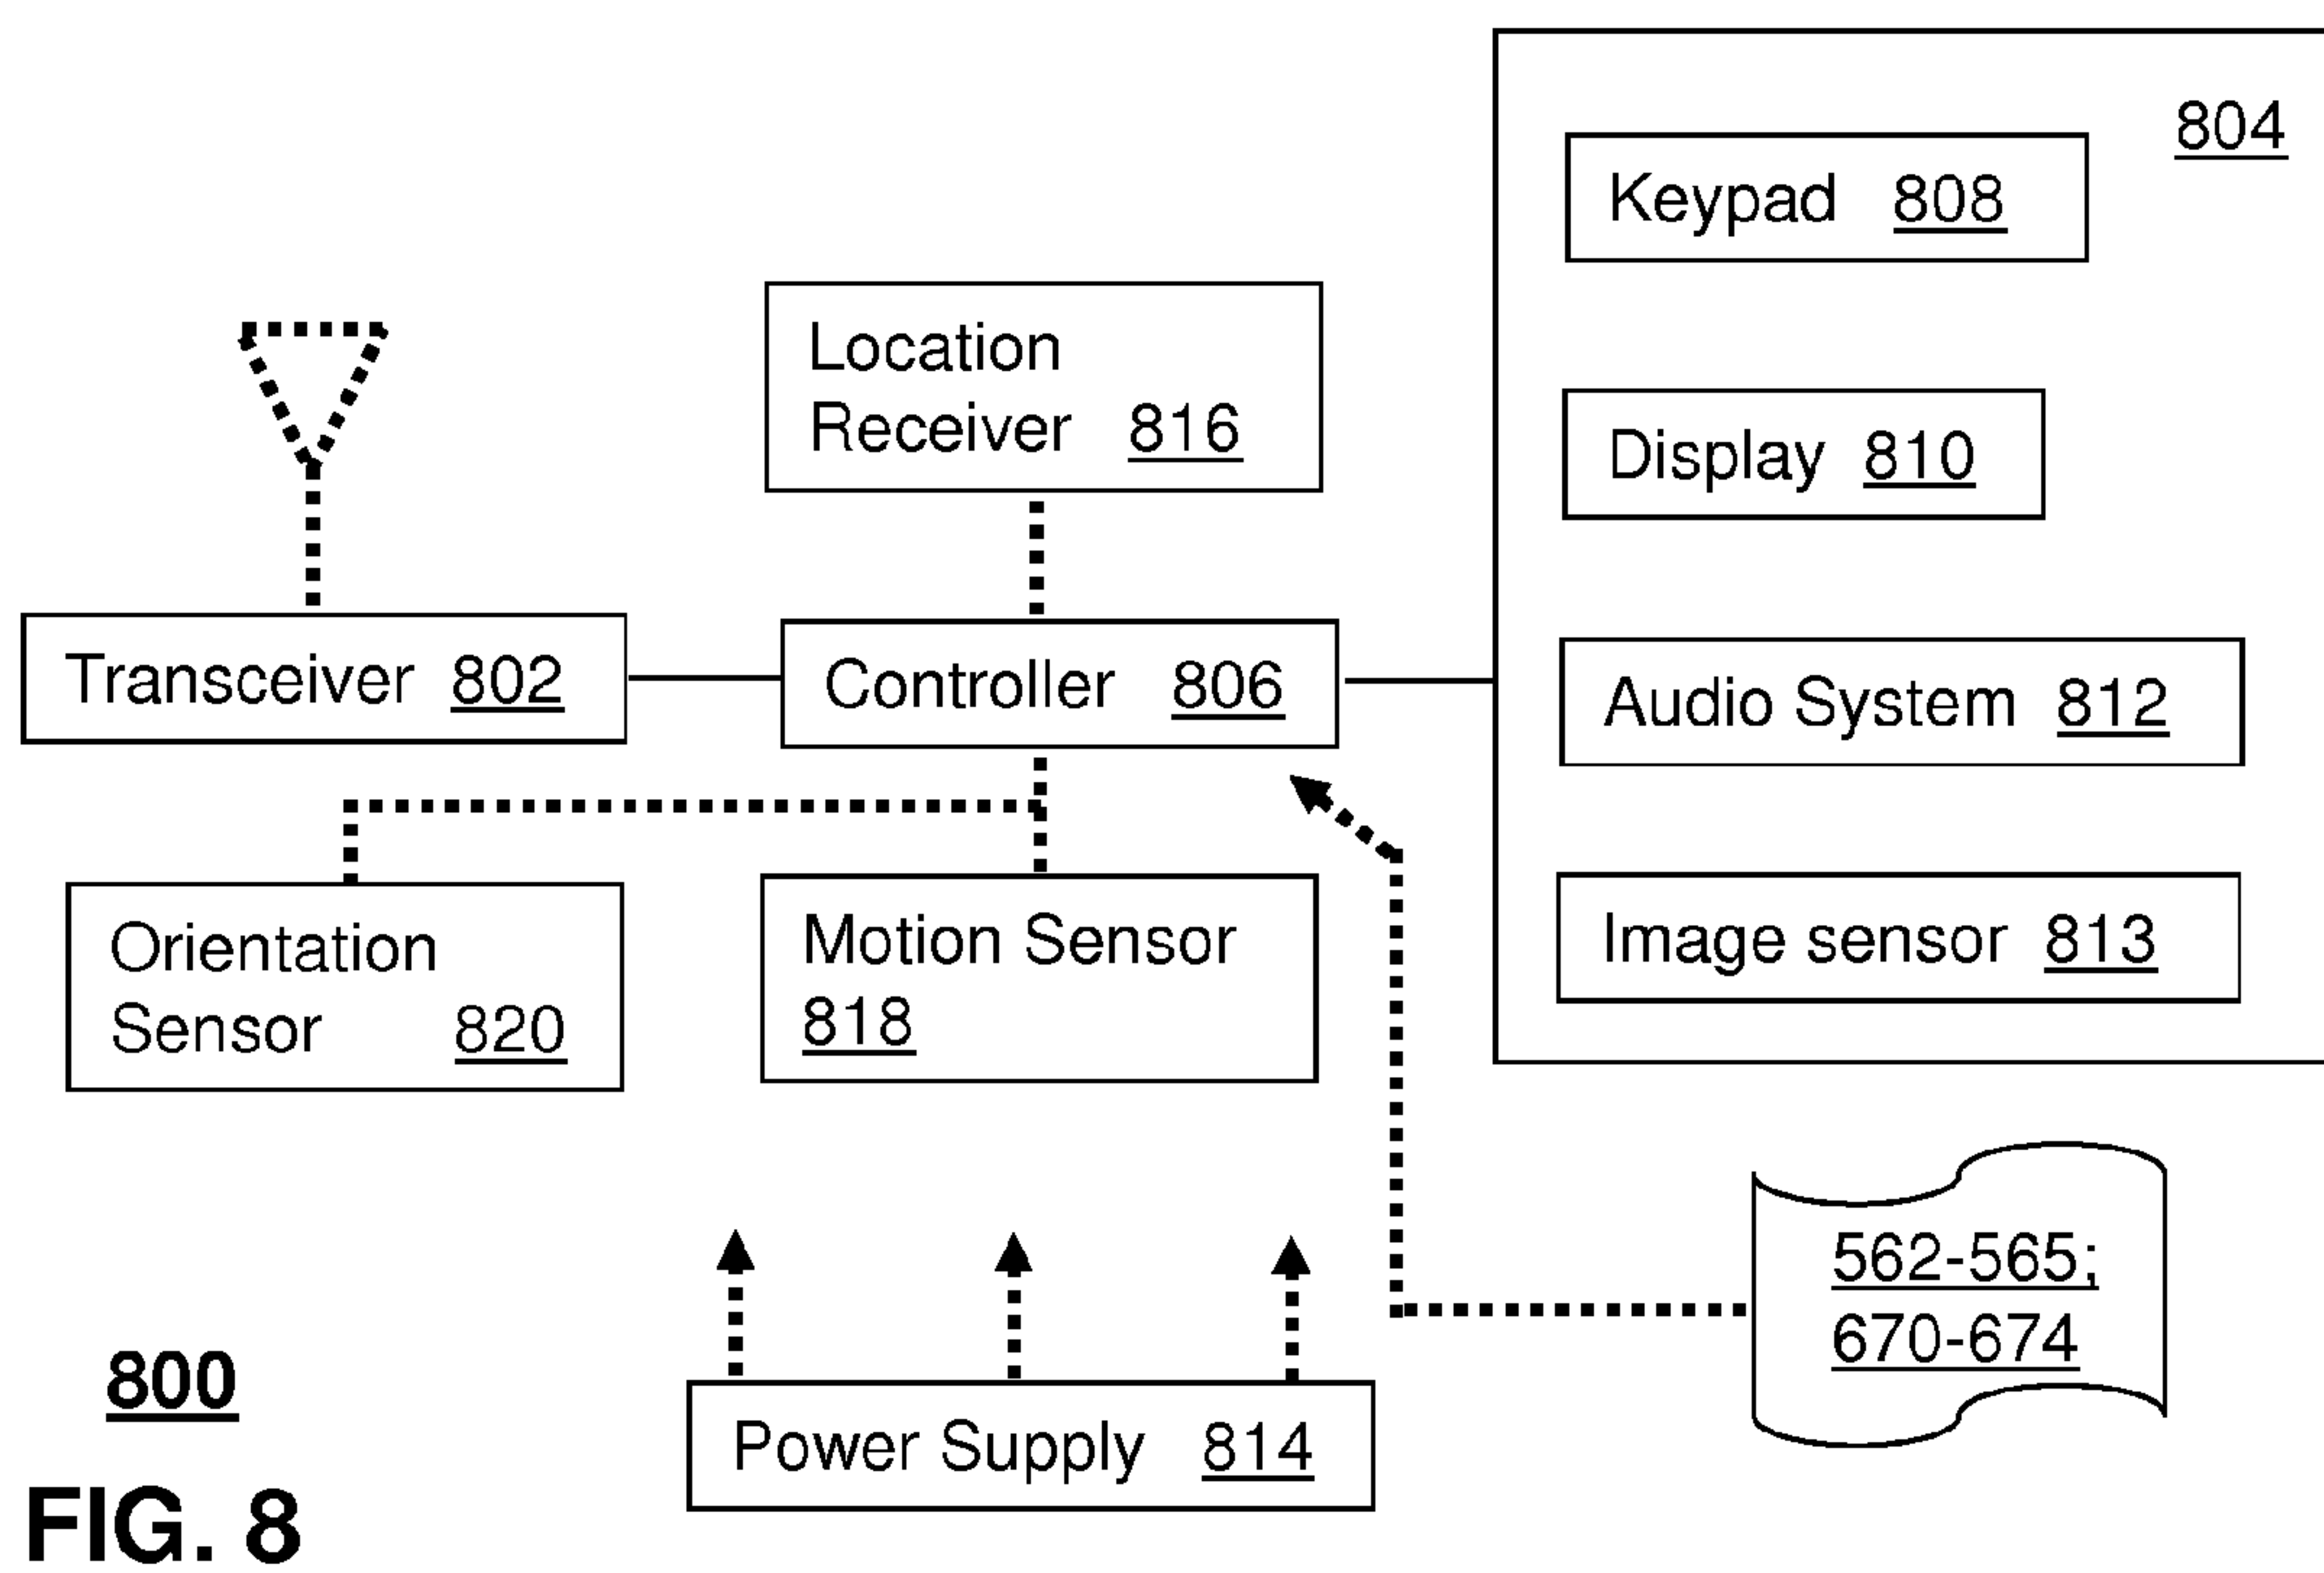 804
Keypad 808
Location
Receiver 816
Display 810
Transceiver 802
Controller 806
Audio System 812
Orientation
Sensor 820
Motion Sensor
818
Image sensor 813
562-565;
670-674
800
Power Supply 814
FIG. 8